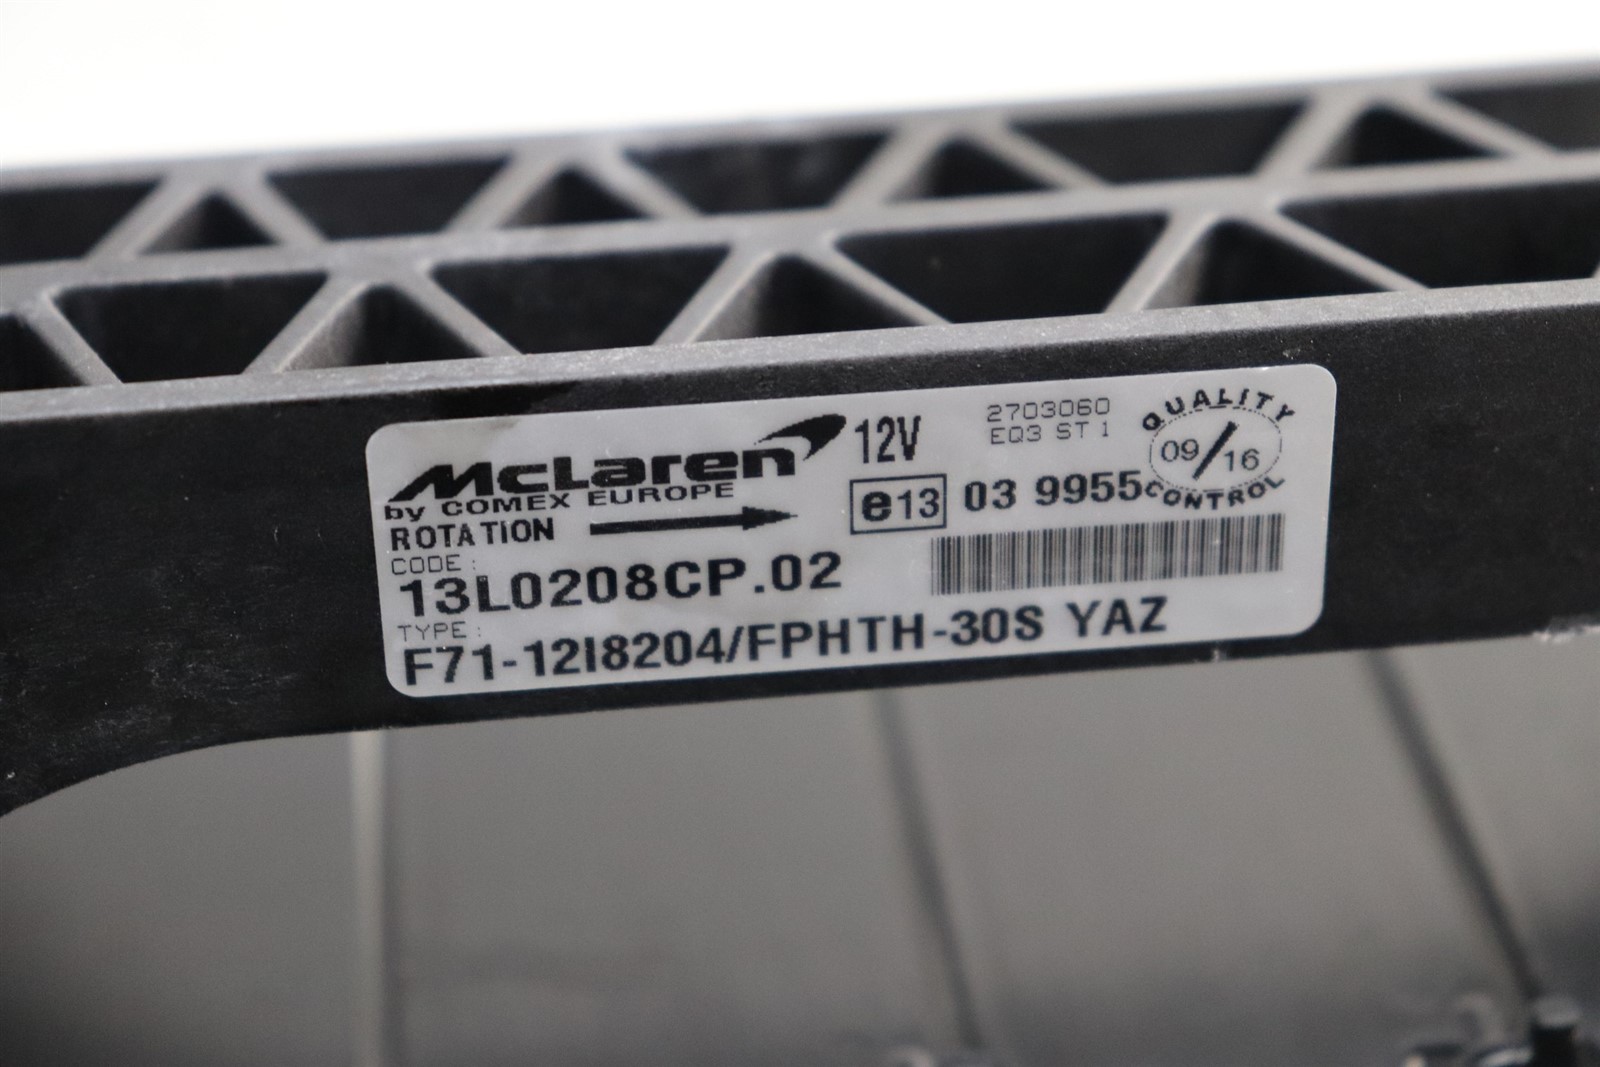 McLaren 12V
by COMEX EUROPE
ROTATION
2703060
EQ3 ST 1
e13 03 9955
QUALITY
09/16
CONTROL
CODE:
13L0208CP.02
TYPE:
F71-12I8204/FPHTH-30S YAZ